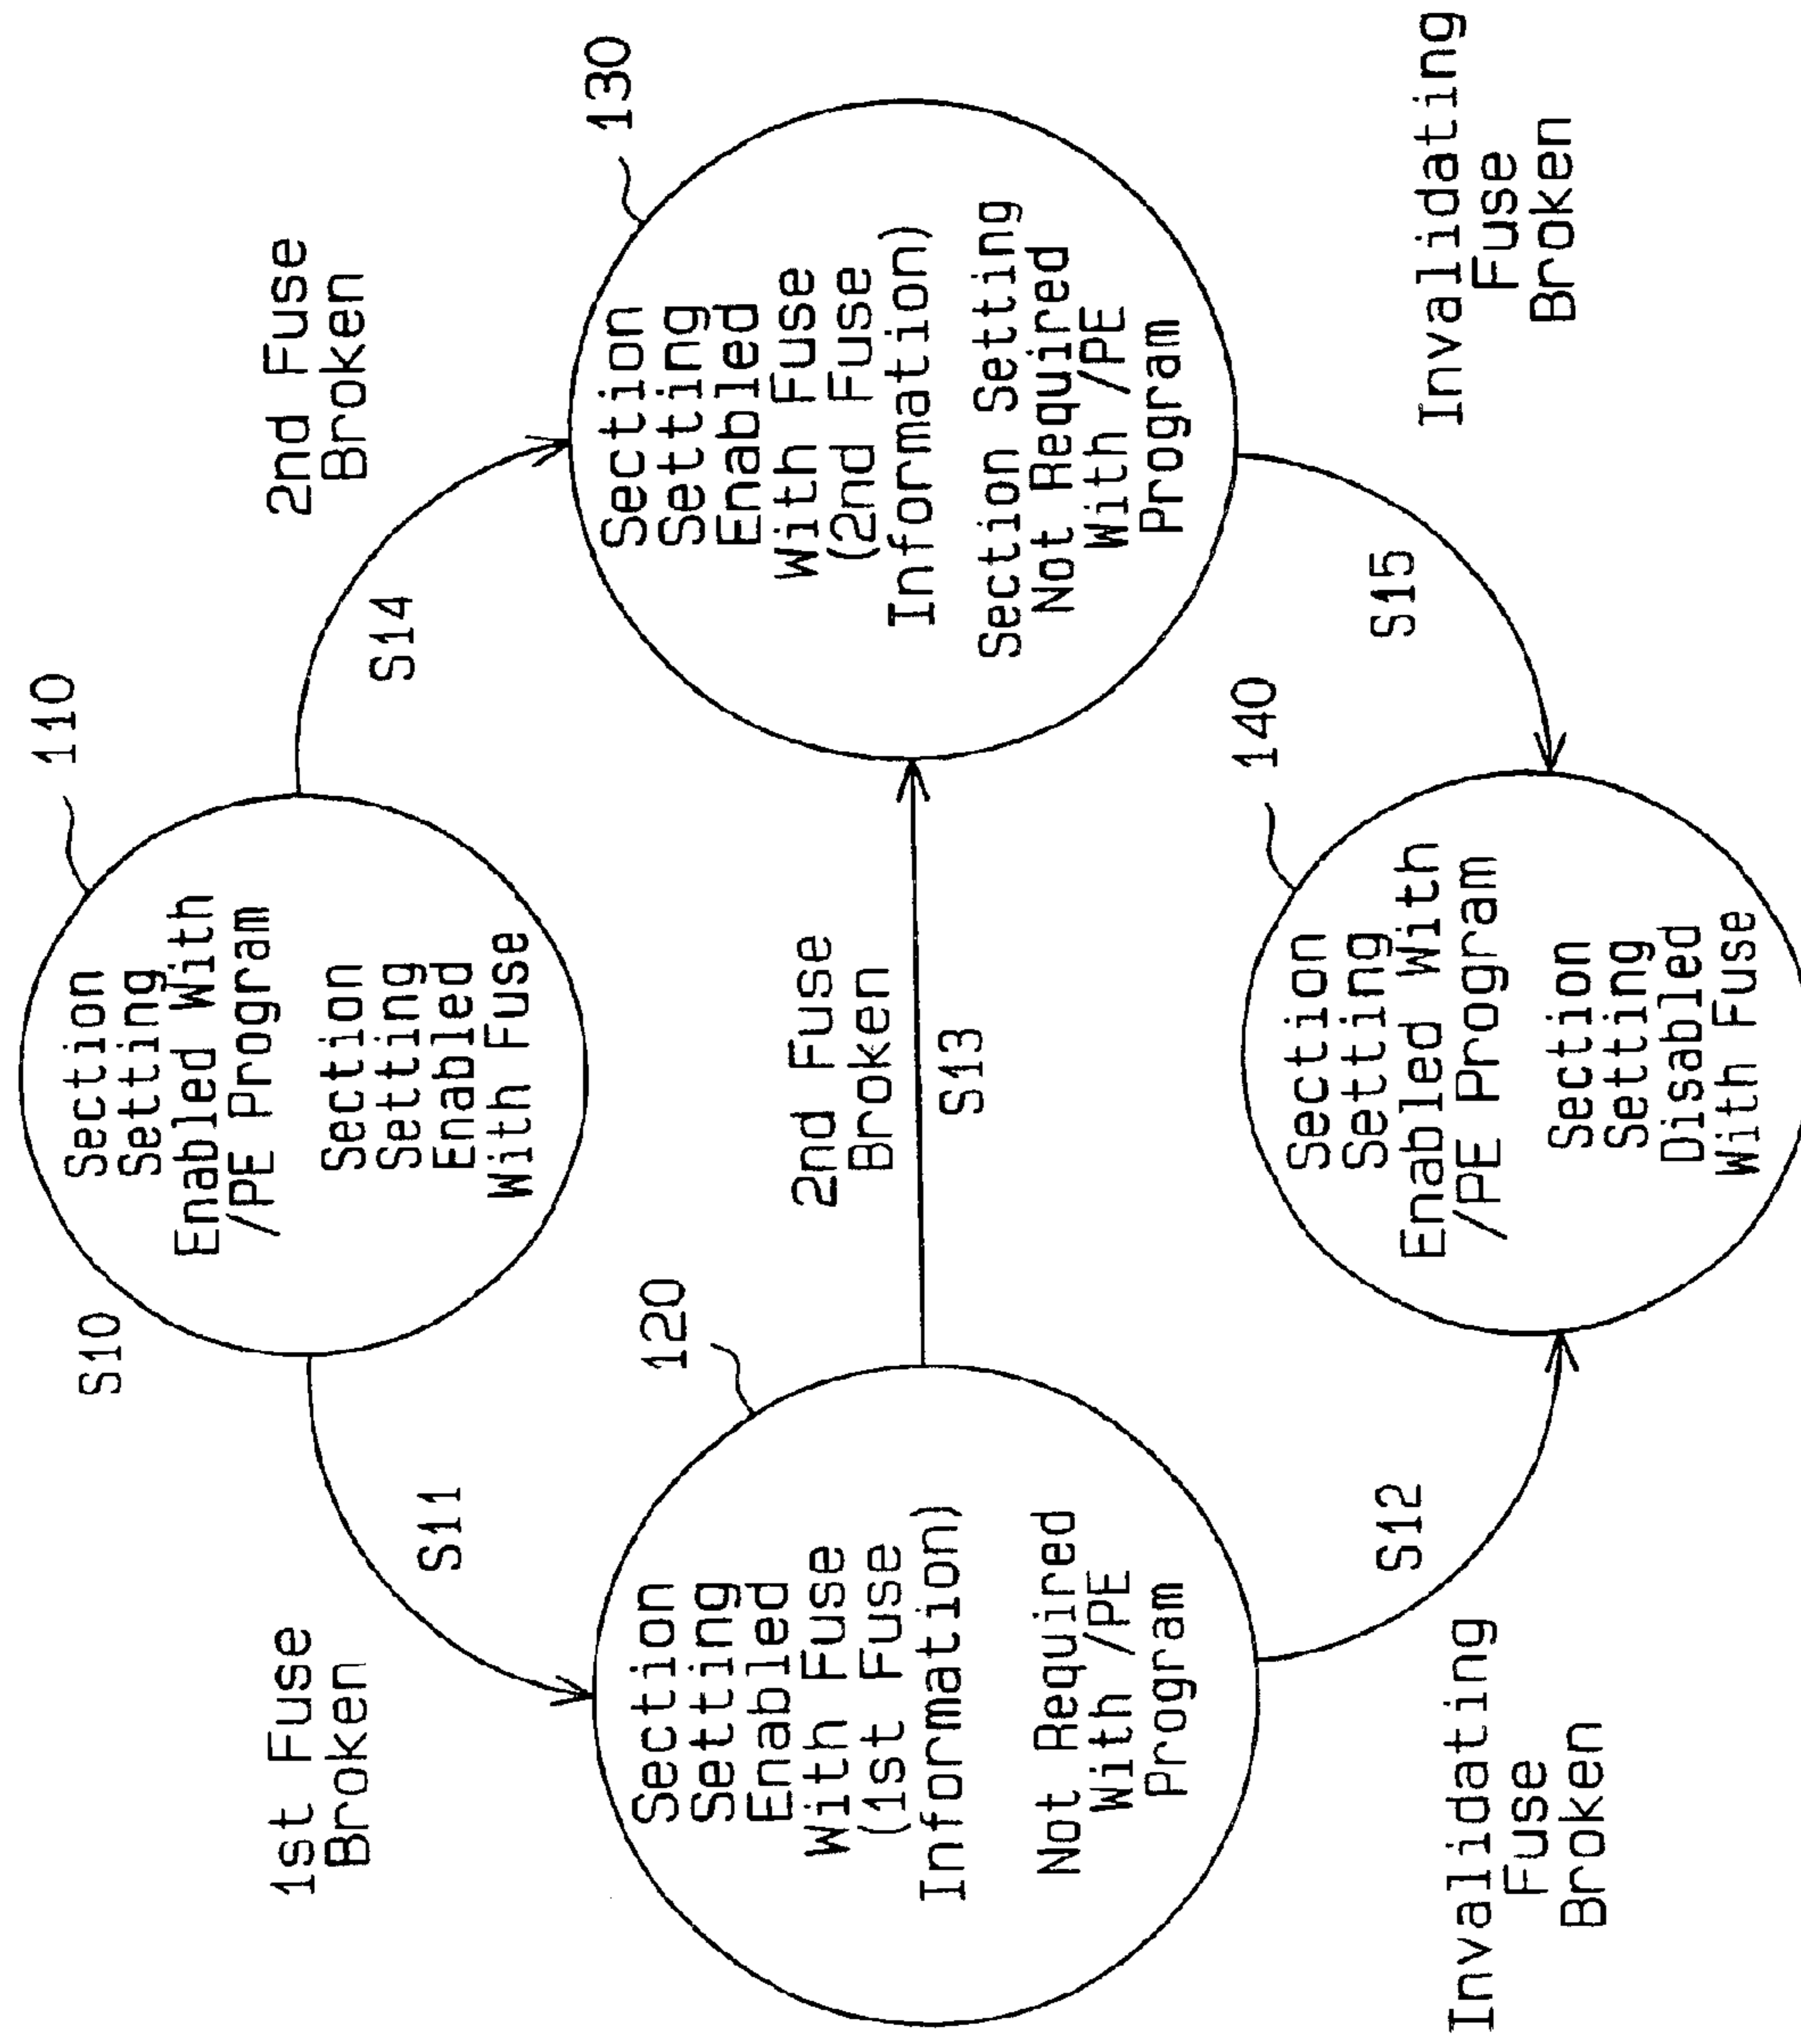 S10
110
Section
Setting
Enabled With
/PE Program
Section
Setting
Enabled
With Fuse
1st Fuse
Broken
S11
2nd Fuse
Broken
S14
120
Section
Setting
Enabled
With Fuse
(1st Fuse
Information)
Not Required
With /PE
Program
2nd Fuse
Broken
S13
130
Section
Setting
Enabled
With Fuse
(2nd Fuse
Information)
Section Setting
Not Required
With /PE
Program
Invalidating
Fuse
Broken
S12
140
Section
Setting
Enabled With
/PE Program
Section
Setting
Disabled
With Fuse
S15
Invalidating
Fuse
Broken